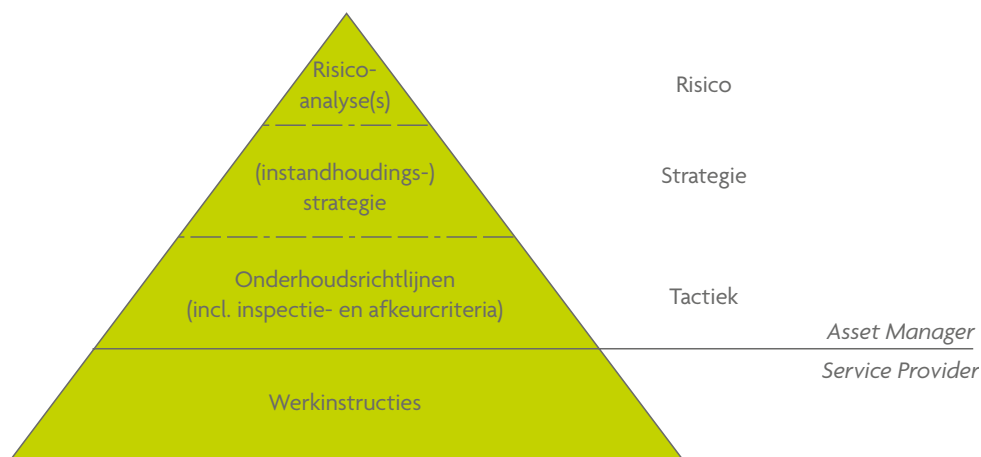 Risico-
analyse(s)
Risico
(instandhoudings-)
strategie
Strategie
Onderhoudsrichtlijnen
(incl. inspectie- en afkeurcriteria)
Tactiek
Asset Manager
Service Provider
Werkinstructies